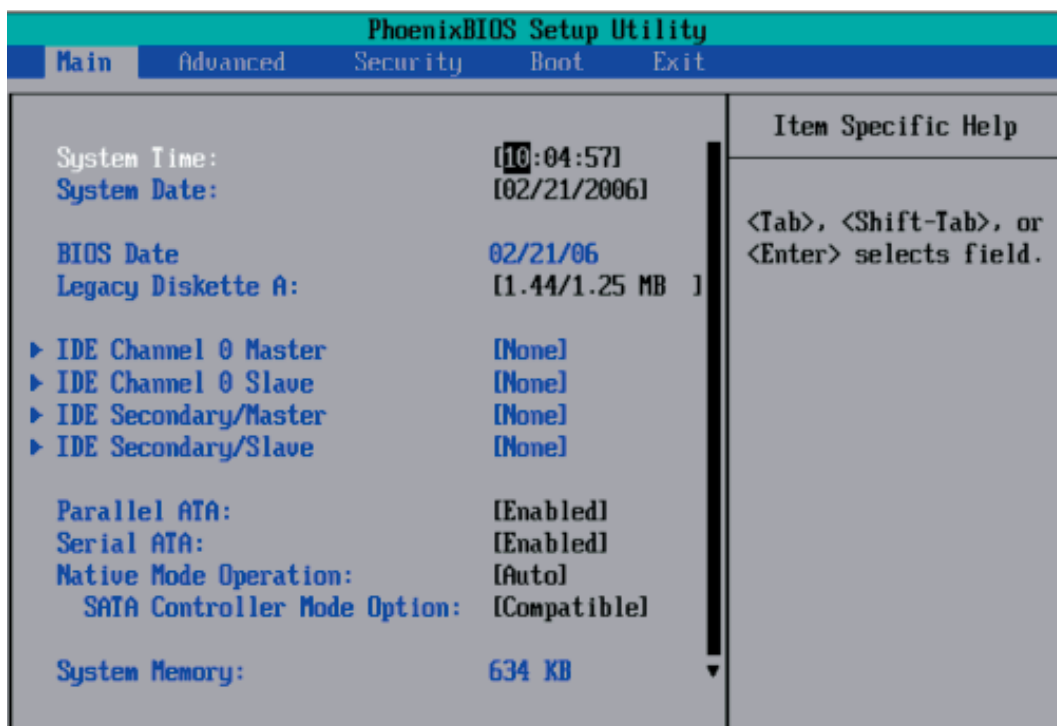 PhoenixBIOS Setup Utility
Main Advanced Security Boot Exit
Item Specific Help
System Time: [10:04:57]
System Date: [02/21/2006]
<Tab>, <Shift-Tab>, or
<Enter> selects field.
BIOS Date 02/21/06
Legacy Diskette A: [1.44/1.25 MB ]
IDE Channel 0 Master [None]
IDE Channel 0 Slave [None]
IDE Secondary/Master [None]
IDE Secondary/Slave [None]
Parallel ATA: [Enabled]
Serial ATA: [Enabled]
Native Mode Operation: [Auto]
SATA Controller Mode Option: [Compatible]
System Memory: 634 KB